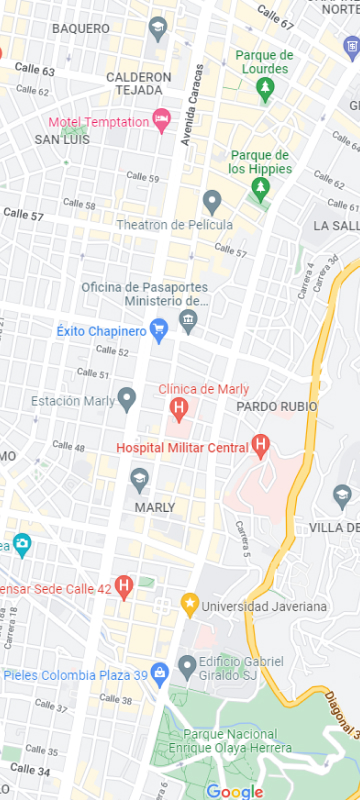 Calle 67
NORTE
BAQUERO
Parque de
Lourdes
Calle 63
CALDERON
TEJADA
Avenida Caracas
Calle 62
Motel Temptation
SAN LUIS
Calle 64
Parque de
los Hippies
Calle 59
Calle 62
Calle 58
Calle 61
Calle 57
Theatron de Película
LA SALL
Calle 57
Carrera 4
Carrera 3d
Oficina de Pasaportes
Ministerio de...
Éxito Chapinero
Calle 52
Calle 51
Clínica de Marly
Estación Marly
PARDO RUBIO
Calle 48
Hospital Militar Central
MO
MARLY
VILLA DE
Carrera 5
ea
ensar Sede Calle 42
Carrera 18
Universidad Javeriana
Edificio Gabriel
Giraldo SJ
Pieles Colombia Plaza 39
Calle 38
Calle 37
Diagonal 3
Parque Nacional
Enrique Olaya Herrera
Calle 35
Calle 34
LO
Google